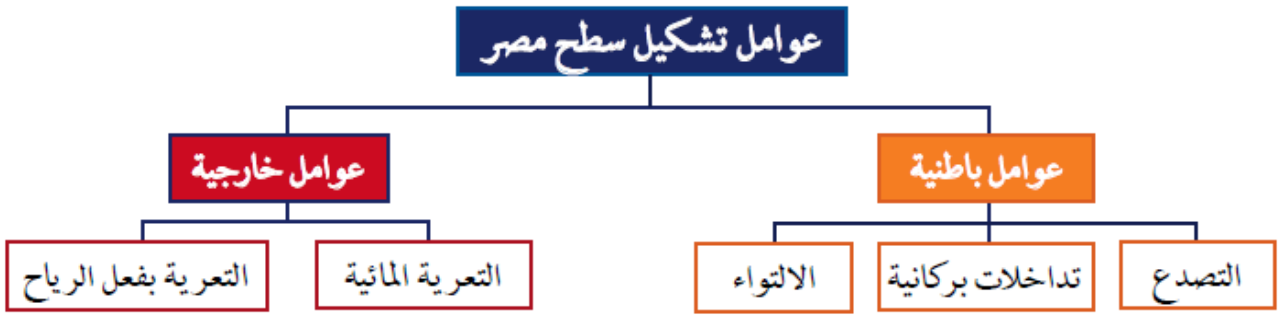 عوامل تشكيل سطح مصر
عوامل باطنية
عوامل خارجية
التصدع
تداخلات بركانية
الالتواء
التعرية المائية
التعرية بفعل الرياح